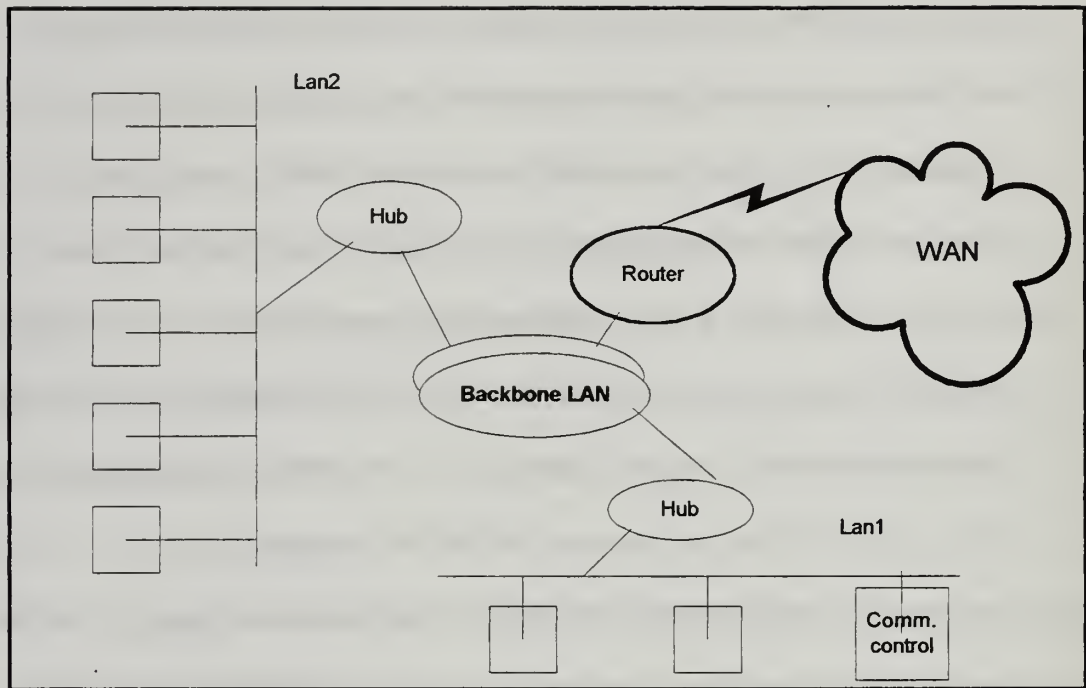 Lan2
Hub
Router
WAN
Backbone LAN
Hub
Lan1
Comm.
control